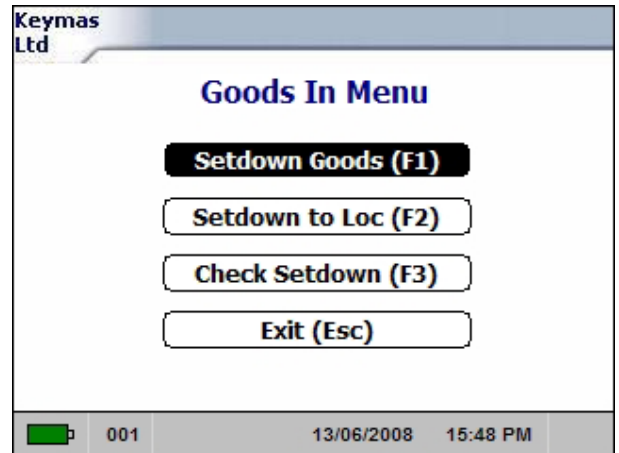 Keymas
Ltd
Goods In Menu
Setdown Goods (F1)
Setdown to Loc (F2)
Check Setdown (F3)
Exit (Esc)
001 13/06/2008 15:48 PM